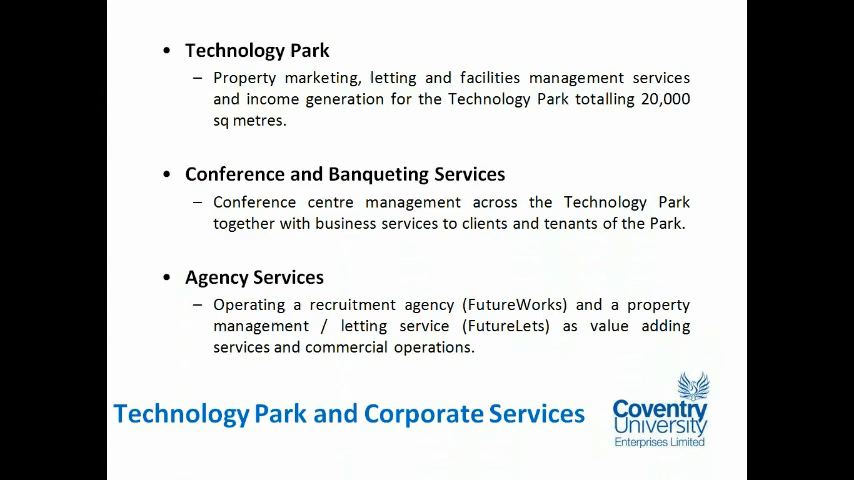 • Technology Park
– Property marketing, letting and facilities management services
and income generation for the Technology Park totalling 20,000
sq metres.
• Conference and Banqueting Services
– Conference centre management across the Technology Park
together with business services to clients and tenants of the Park.
• Agency Services
– Operating a recruitment agency (FutureWorks) and a property
management / letting service (FutureLets) as value adding
services and commercial operations.
Technology Park and Corporate Services
Coventry
University
Enterprises Limited